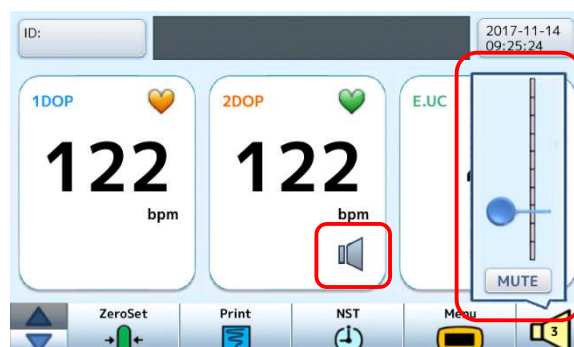 ID:
2017-11-14
09:25:24
1DOP
2DOP
E.UC
122
122
bpm
bpm
MUTE
ZeroSet
Print
NST
Menu
3